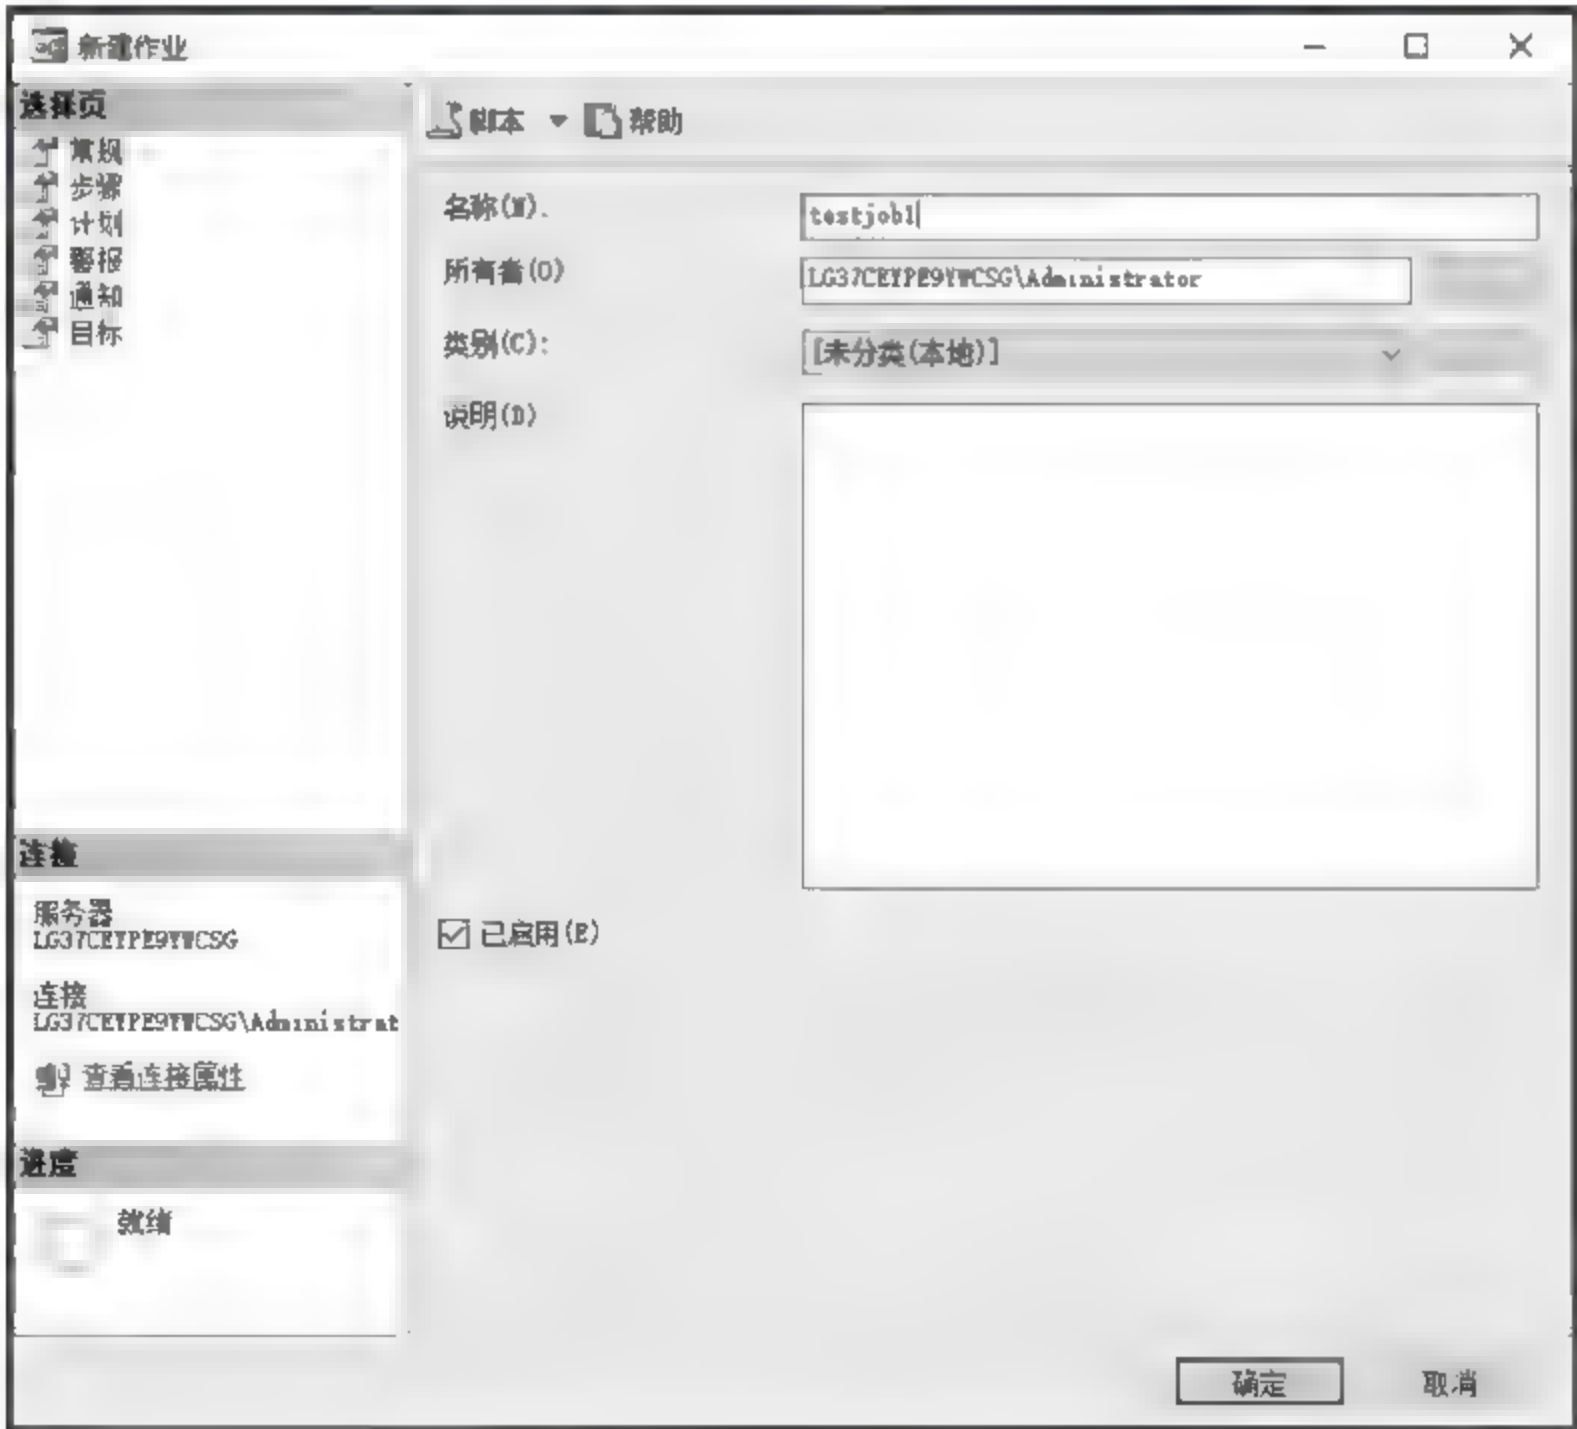 新建作业
选择页
常规
步骤
计划
警报
通知
目标
脚本 帮助
名称(N):
testjob1
所有者(O)
LG37CEYPE9YWCSG\Administrator
类别(C):
[未分类(本地)]
说明(D)
已启用(E)
连接
服务器
LG37CEYPE9YWCSG
连接
LG37CEYPE9YWCSG\Administrat
查看连接属性
进度
就绪
确定 取消